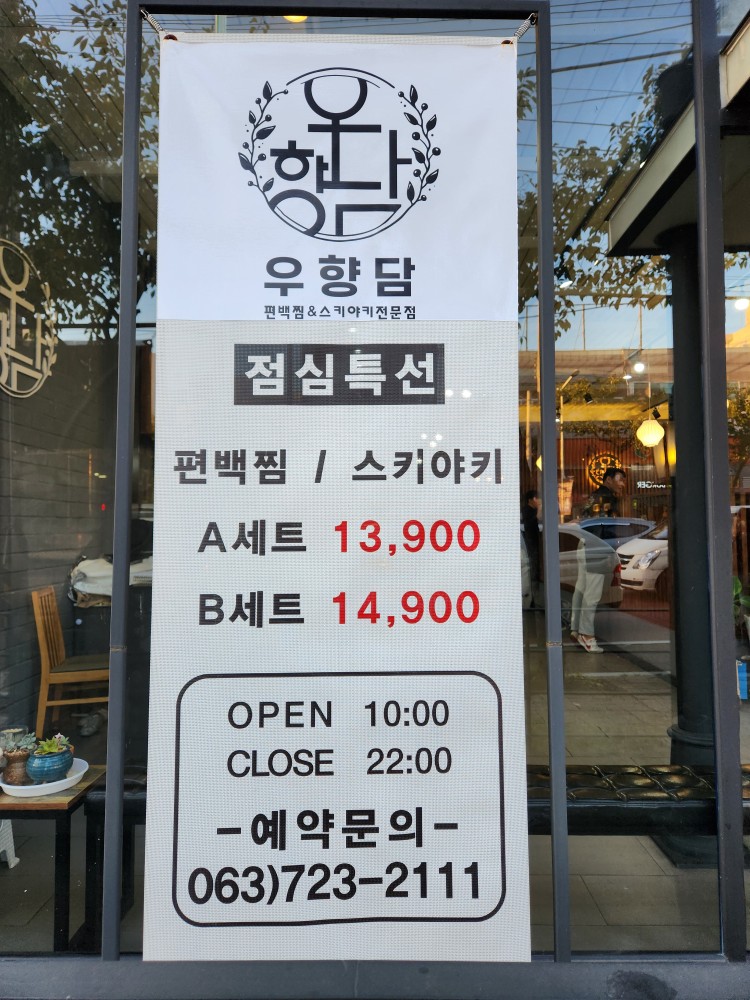 우향담
우향담
편백찜&스키야키전문점
점심특선
편백찜 / 스키야키
A세트 13,900
B세트 14,900
OPEN 10:00
CLOSE 22:00
-예약문의-
063)723-2111